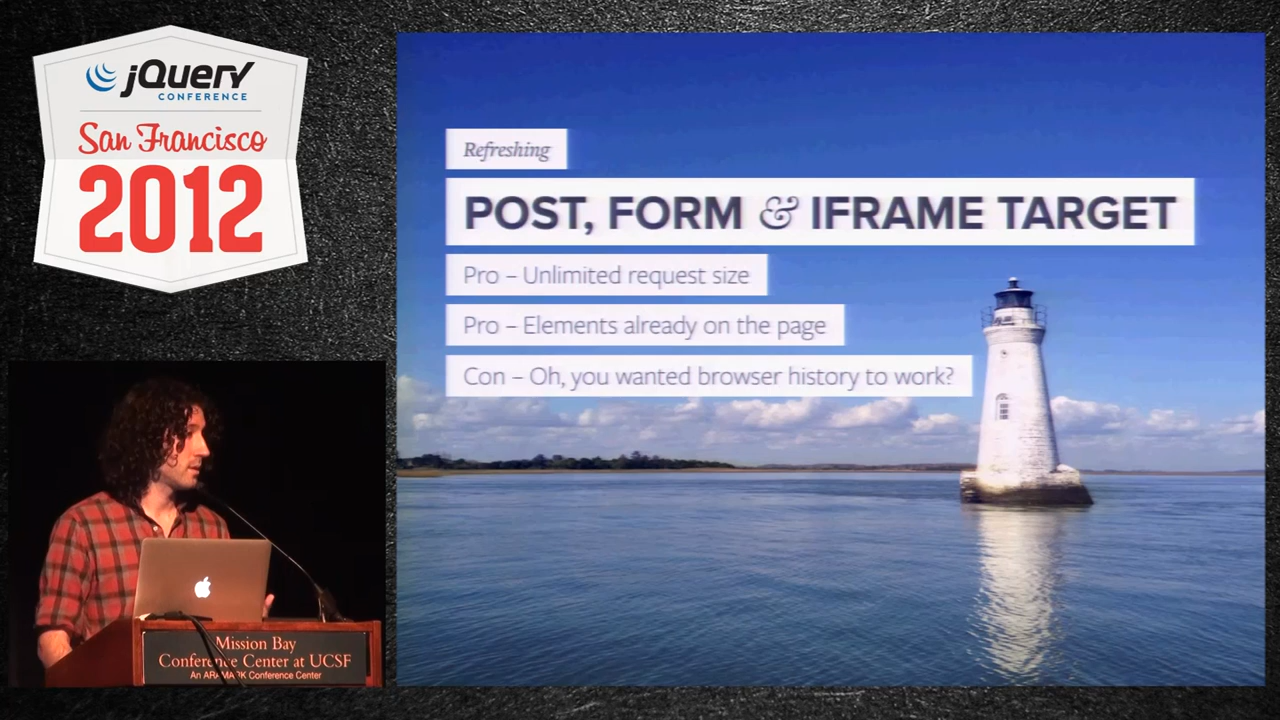 jQuery
CONFERENCE
San Francisco
2012
Refreshing
POST, FORM & IFRAME TARGET
Pro – Unlimited request size
Pro – Elements already on the page
Con – Oh, you wanted browser history to work?
Mission Bay
Conference Center at UCSF
An ARAMARK Conference Center